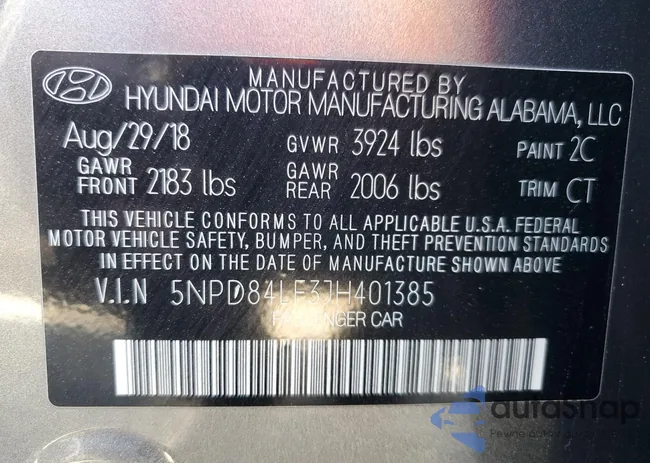 MANUFACTURED BY
HYUNDAI MOTOR MANUFACTURING ALABAMA, LLC
Aug/29/18 GVWR 3924 lbs PAINT 2C
GAWR FRONT 2183 lbs GAWR REAR 2006 lbs TRIM CT
THIS VEHICLE CONFORMS TO ALL APPLICABLE U.S.A. FEDERAL
MOTOR VEHICLE SAFETY, BUMPER, AND THEFT PREVENTION STANDARDS
IN EFFECT ON THE DATE OF MANUFACTURE SHOWN ABOVE
V.I.N 5NPD84LF3JH401385
PASSENGER CAR
autoShop